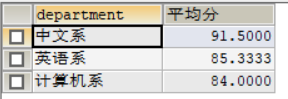 department 平均分
中文系 91.5000
英语系 85.3333
计算机系 84.0000